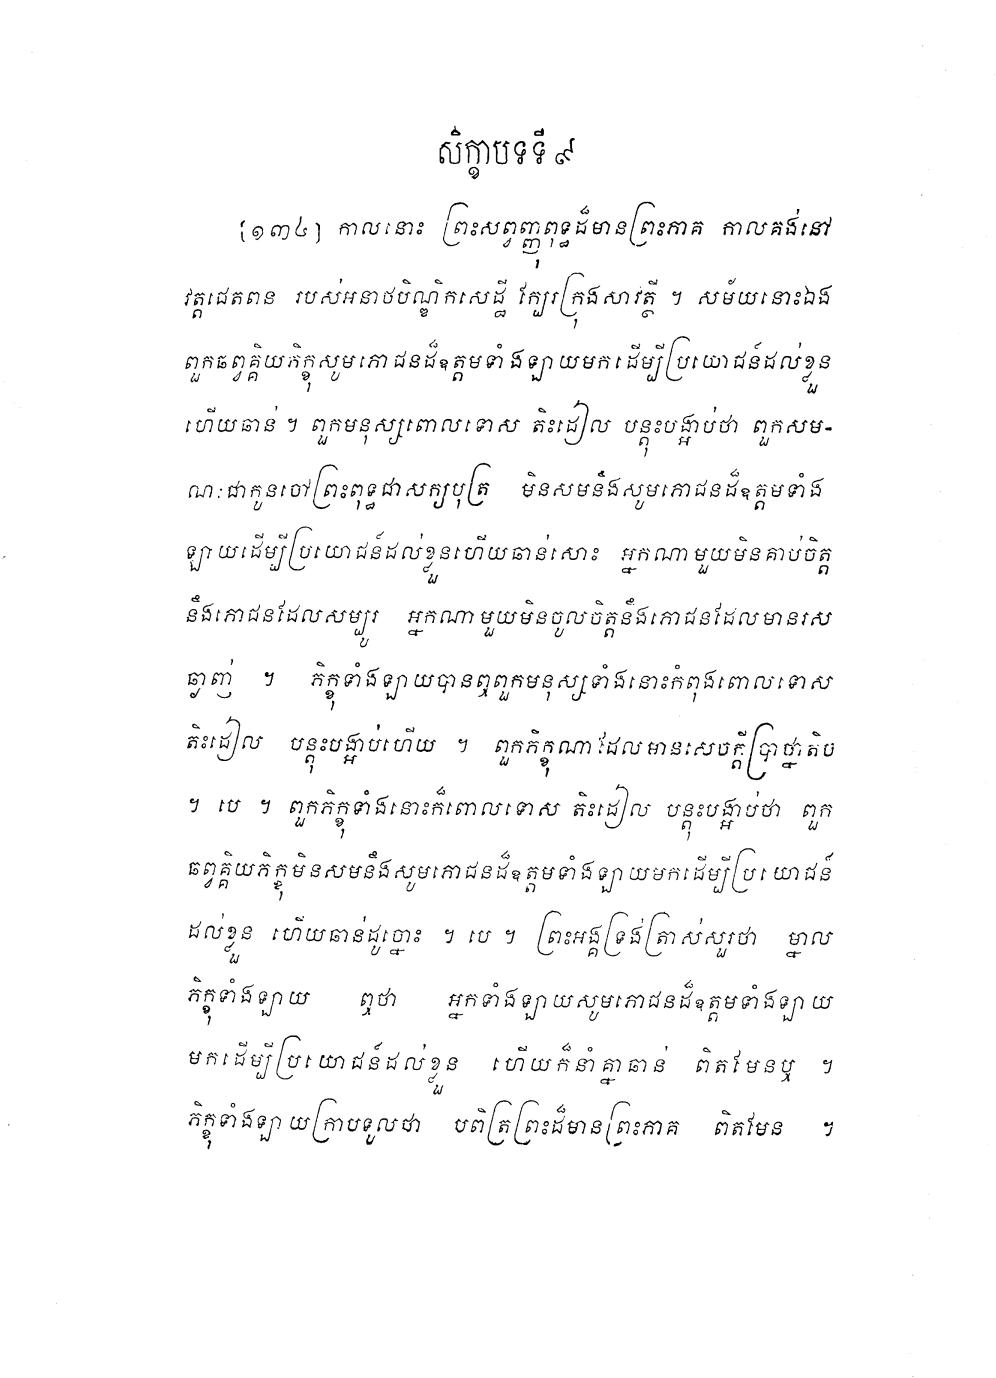 សិក្ខាបទទី ៩
[១៣៤] កាលនោះ ព្រះសព្វញ្ញុពុទ្ធដ៏មានព្រះភាគ កាលគង់នៅ
វត្តជេតពន របស់អនាថបិណ្ឌិកសេដ្ឋី ក្បែរក្រុងសាវត្ថី ។ សម័យនោះឯង
ពួកឆព្វគ្គិយភិក្ខុសូមភោជនដ៏ឧត្តមទាំងឡាយមកដើម្បីប្រយោជន៍ដល់ខ្លួន
ហើយឆាន់ ។ ពួកមនុស្សពោលទោស តិះដៀល បន្តុះបង្អាប់ថា ពួកសម-
ណៈជាកូនចៅព្រះពុទ្ធជាសក្យបុត្រ មិនសមនឹងសូមភោជនដ៏ឧត្តមទាំង
ឡាយដើម្បីប្រយោជន៍ដល់ខ្លួនហើយឆាន់សោះ អ្នកណាមួយមិនគាប់ចិត្ត
នឹងភោជនដែលសម្បូរ អ្នកណាមួយមិនចូលចិត្តនឹងភោជនដែលមានរស
ឆ្ងាញ់ ។ ភិក្ខុទាំងឡាយបានឮពួកមនុស្សទាំងនោះកំពុងពោលទោស
តិះដៀល បន្តុះបង្អាប់ហើយ ។ ពួកភិក្ខុណាដែលមានសេចក្តីប្រាថ្នាតិច
។ បេ ។ ពួកភិក្ខុទាំងនោះក៏ពោលទោស តិះដៀល បន្តុះបង្អាប់ថា ពួក
ឆព្វគ្គិយភិក្ខុមិនសមនឹងសូមភោជនដ៏ឧត្តមទាំងឡាយមកដើម្បីប្រយោជន៍
ដល់ខ្លួន ហើយឆាន់ដូច្នោះ ។ បេ ។ ព្រះអង្គទ្រង់ត្រាស់សួរថា ម្នាល
ភិក្ខុទាំងឡាយ ឮថា អ្នកទាំងឡាយសូមភោជនដ៏ឧត្តមទាំងឡាយ
មកដើម្បីប្រយោជន៍ដល់ខ្លួន ហើយក៏នាំគ្នាឆាន់ ពិតមែនឬ ។
ភិក្ខុទាំងឡាយក្រាបទូលថា បពិត្រព្រះដ៏មានព្រះភាគ ពិតមែន ។